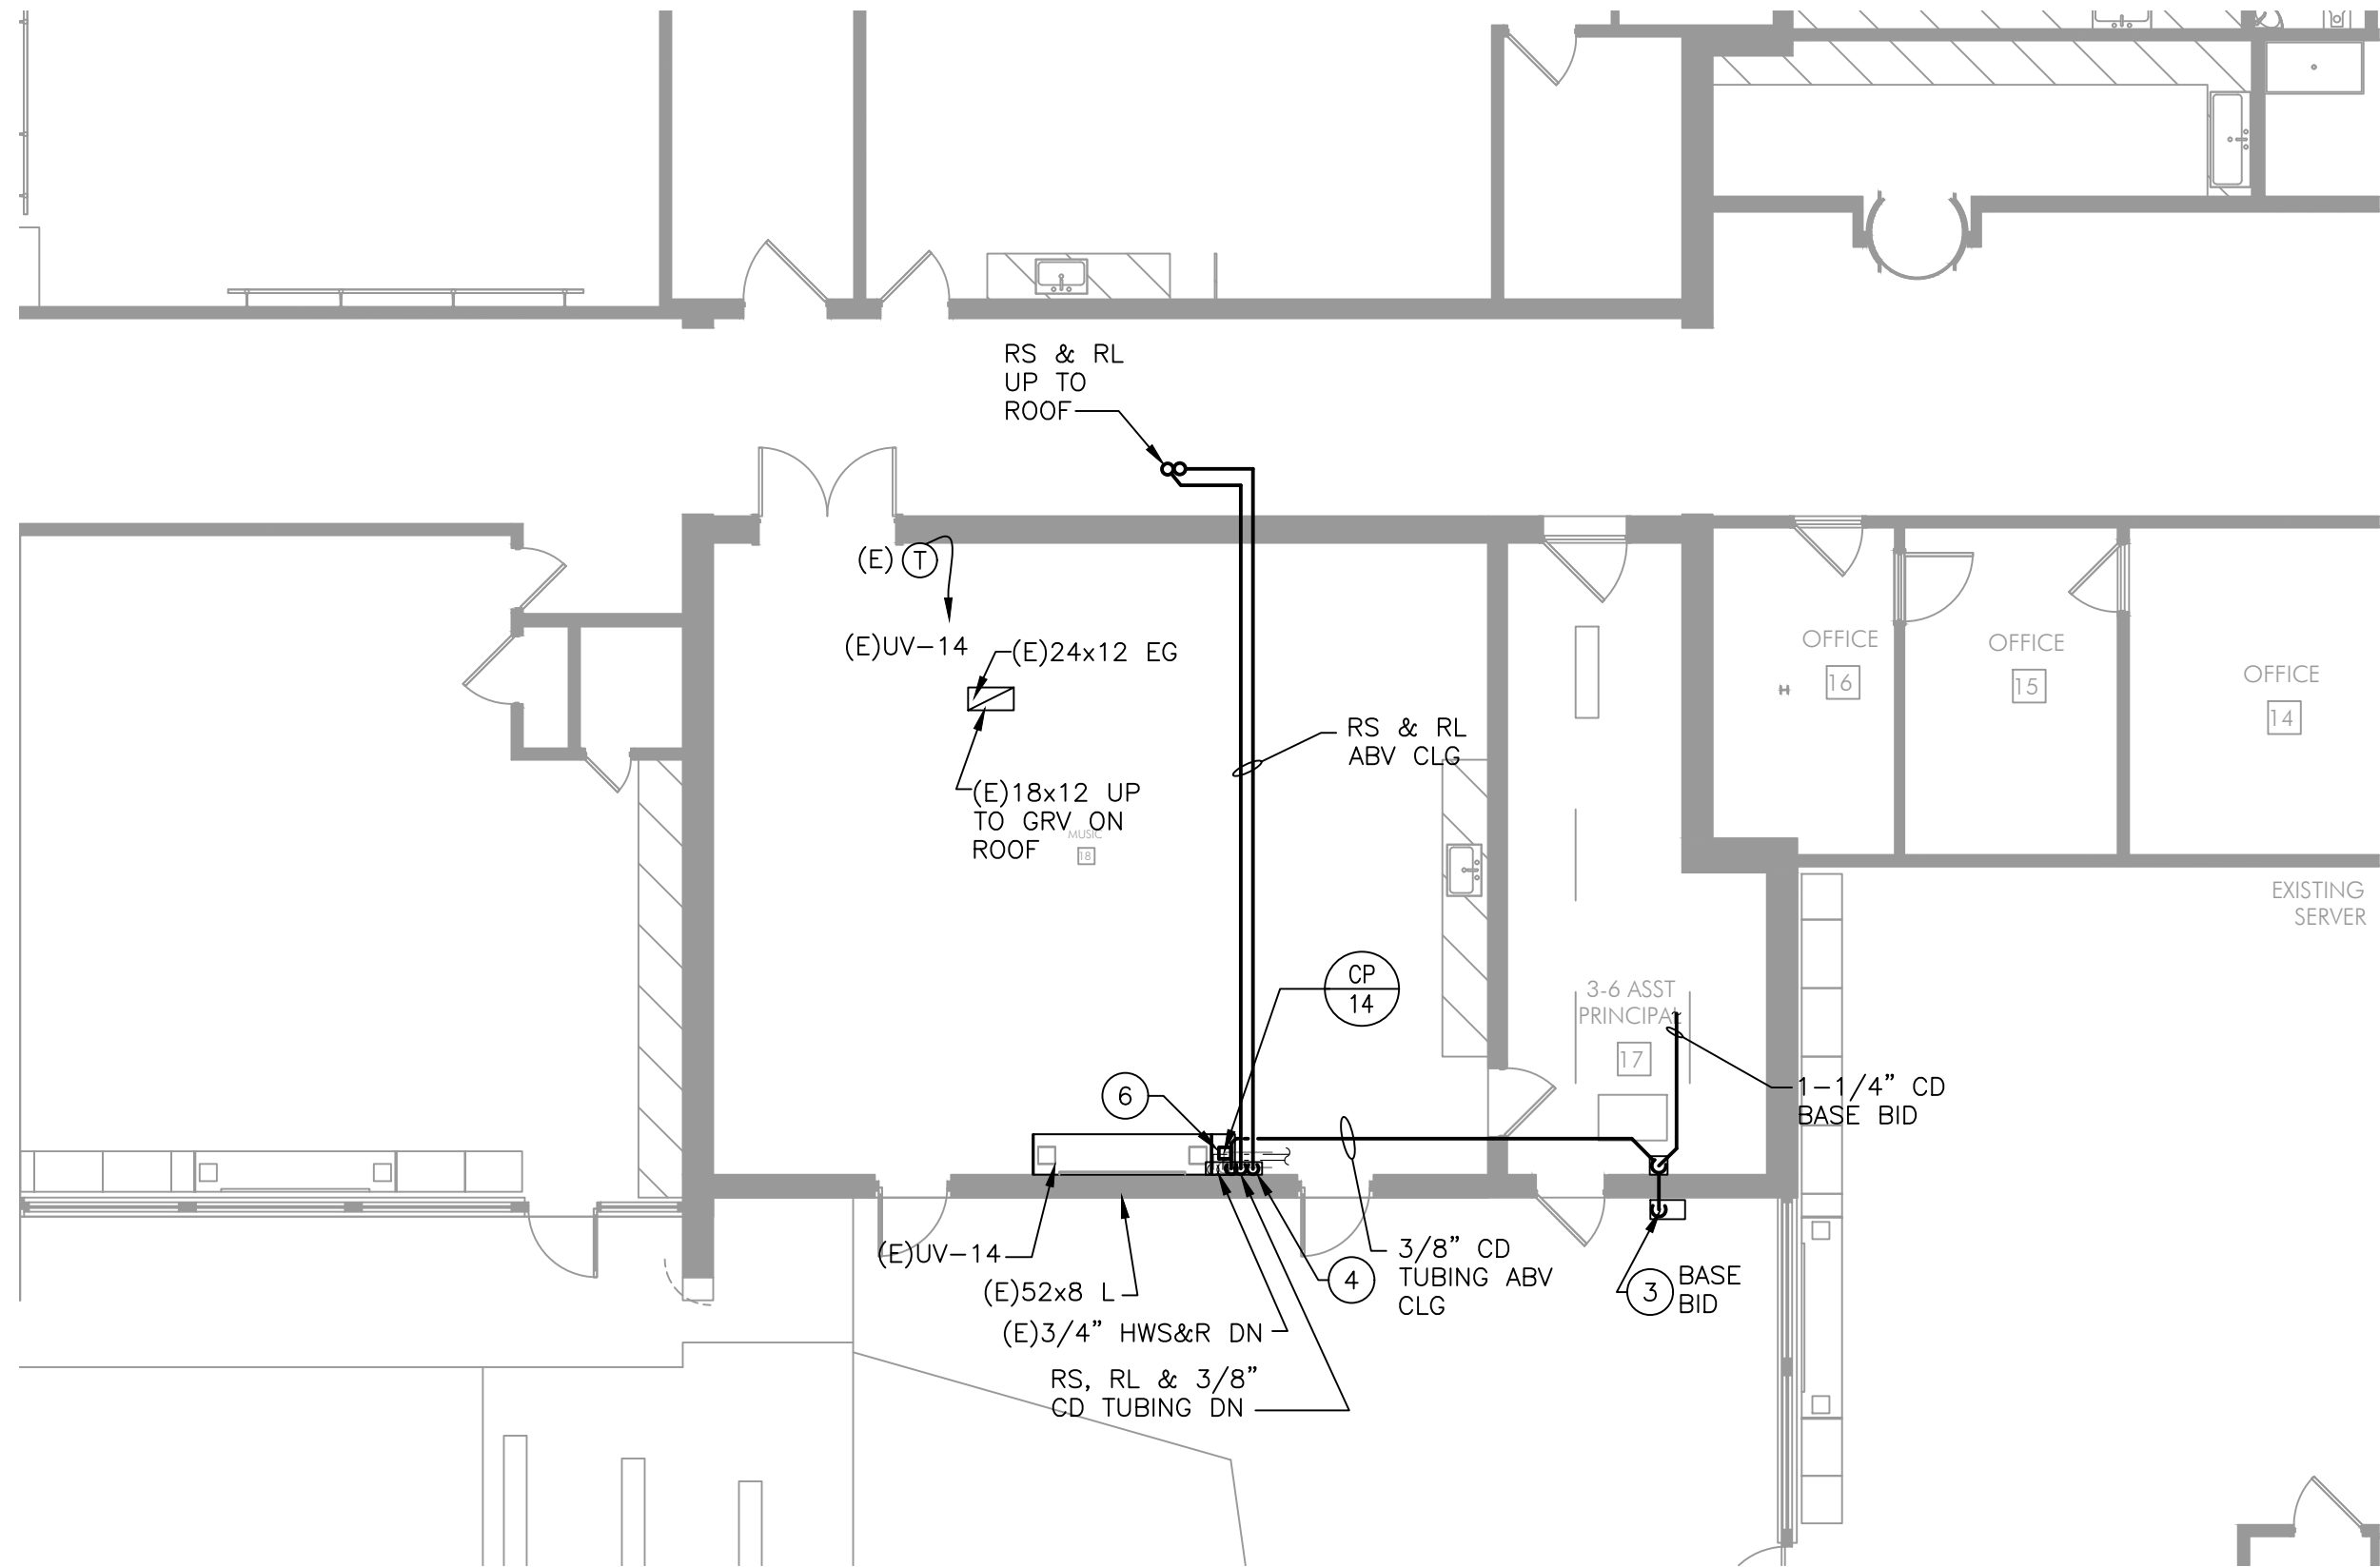 RS & RL
UP TO
ROOF
(E) T
(E)UV-14
(E)24x12 EG
OFFICE
16
OFFICE
15
OFFICE
14
RS & RL
ABV CLG
(E)18x12 UP
TO GRV ON
ROOF
MUSIC
18
EXISTING
SERVER
CP
14
3-6 ASST
PRINCIPAL
17
6
1-1/4" CD
BASE BID
(E)UV-14
(E)52x8 L
(E)3/4" HWS&R DN
RS, RL & 3/8"
CD TUBING DN
4
3/8" CD
TUBING ABV
CLG
3
BASE
BID